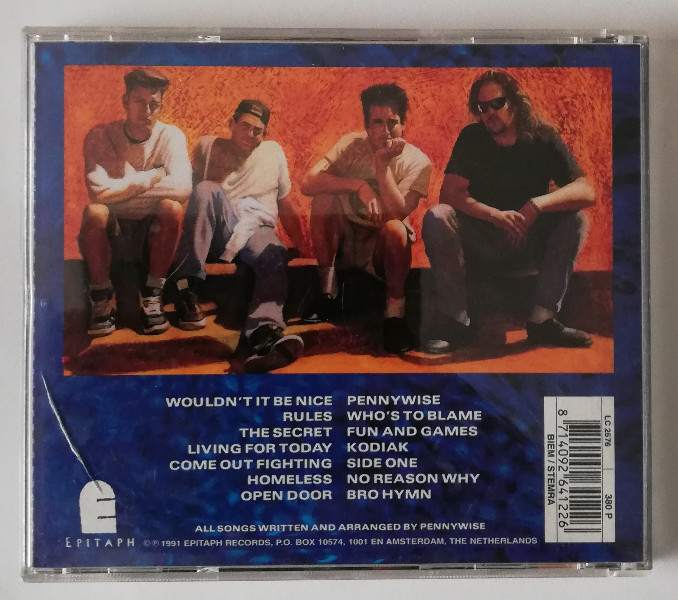 WOULDN'T IT BE NICE PENNYWISE
RULES WHO'S TO BLAME
THE SECRET FUN AND GAMES
LIVING FOR TODAY KODIAK
COME OUT FIGHTING SIDE ONE
HOMELESS NO REASON WHY
OPEN DOOR BRO HYMN
ALL SONGS WRITTEN AND ARRANGED BY PENNYWISE
E
EPITAPH ©℗ 1991 EPITAPH RECORDS, P.O. BOX 10574, 1001 EN AMSTERDAM, THE NETHERLANDS
LC 2576 380 P
8 714092 641226
BIEM / STEMRA